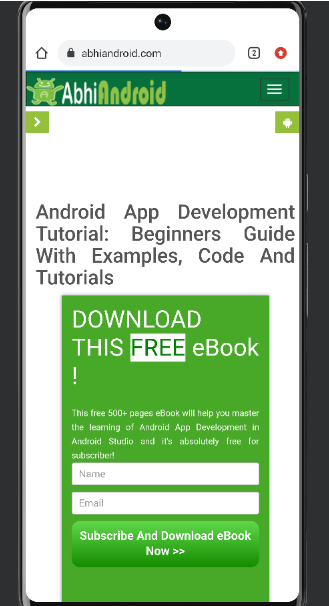 abhiandroid.com
2
AbhiAndroid
Android App Development
Tutorial: Beginners Guide
With Examples, Code And
Tutorials
DOWNLOAD
THIS FREE eBook
!
This free 500+ pages eBook will help you master
the learning of Android App Development in
Android Studio and it's absolutely free for
subscriber!
Name
Email
Subscribe And Download eBook
Now >>